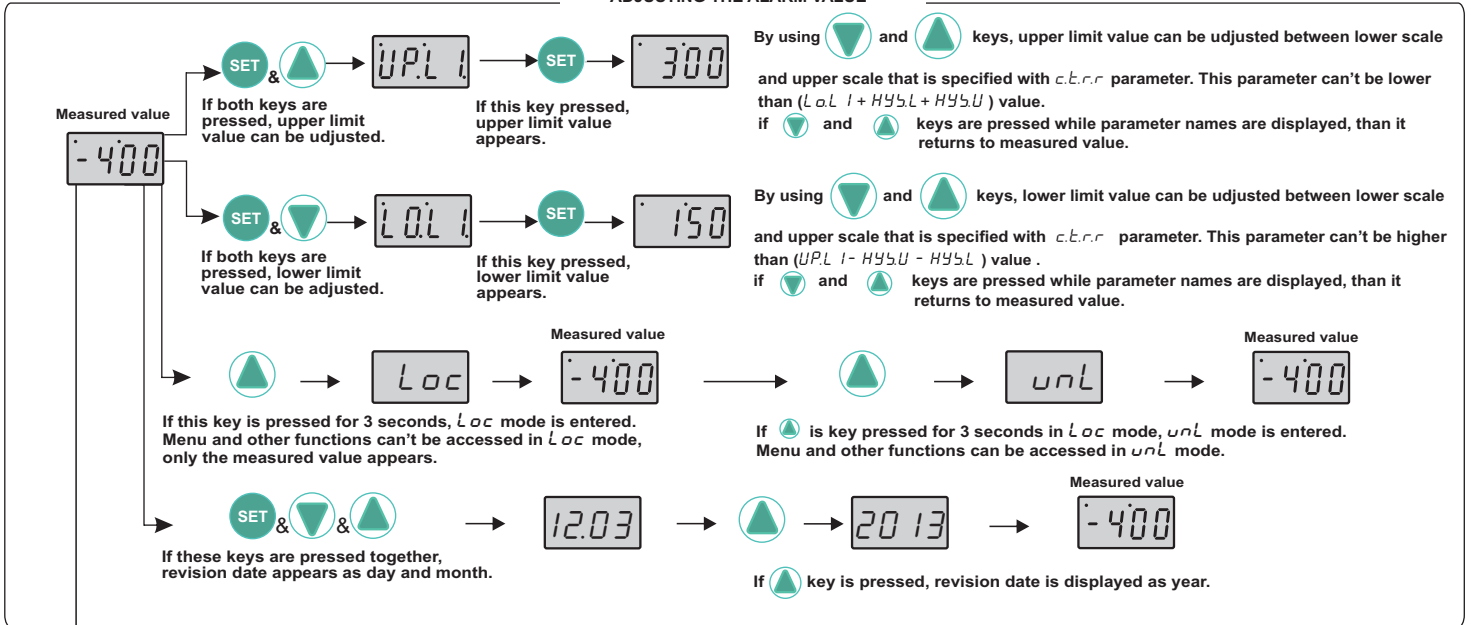 ADJUSTING THE ALARM VALUE
Measured value
- 400
SET & UP.L 1. SET 300
If both keys are
pressed, upper limit
value can be udjusted.
If this key pressed,
upper limit value
appears.
By using and keys, upper limit value can be udjusted between lower scale
and upper scale that is specified with c.t.r.r parameter. This parameter can't be lower
than (Lo.L 1 + HYS.L + HYS.U ) value.
if and keys are pressed while parameter names are displayed, than it
returns to measured value.
SET & LO.L 1. SET 150
If both keys are
pressed, lower limit
value can be adjusted.
If this key pressed,
lower limit value
appears.
By using and keys, lower limit value can be udjusted between lower scale
and upper scale that is specified with c.t.r.r parameter. This parameter can't be higher
than (UP.L 1 - HYS.U - HYS.L ) value .
if and keys are pressed while parameter names are displayed, than it
returns to measured value.
Measured value
Measured value
Loc - 400 unL - 400
If this key is pressed for 3 seconds, Loc mode is entered.
Menu and other functions can't be accessed in Loc mode,
only the measured value appears.
If is key pressed for 3 seconds in Loc mode, unL mode is entered.
Menu and other functions can be accessed in unL mode.
Measured value
SET & & 12.03 2013 - 400
If these keys are pressed together,
revision date appears as day and month.
If key is pressed, revision date is displayed as year.